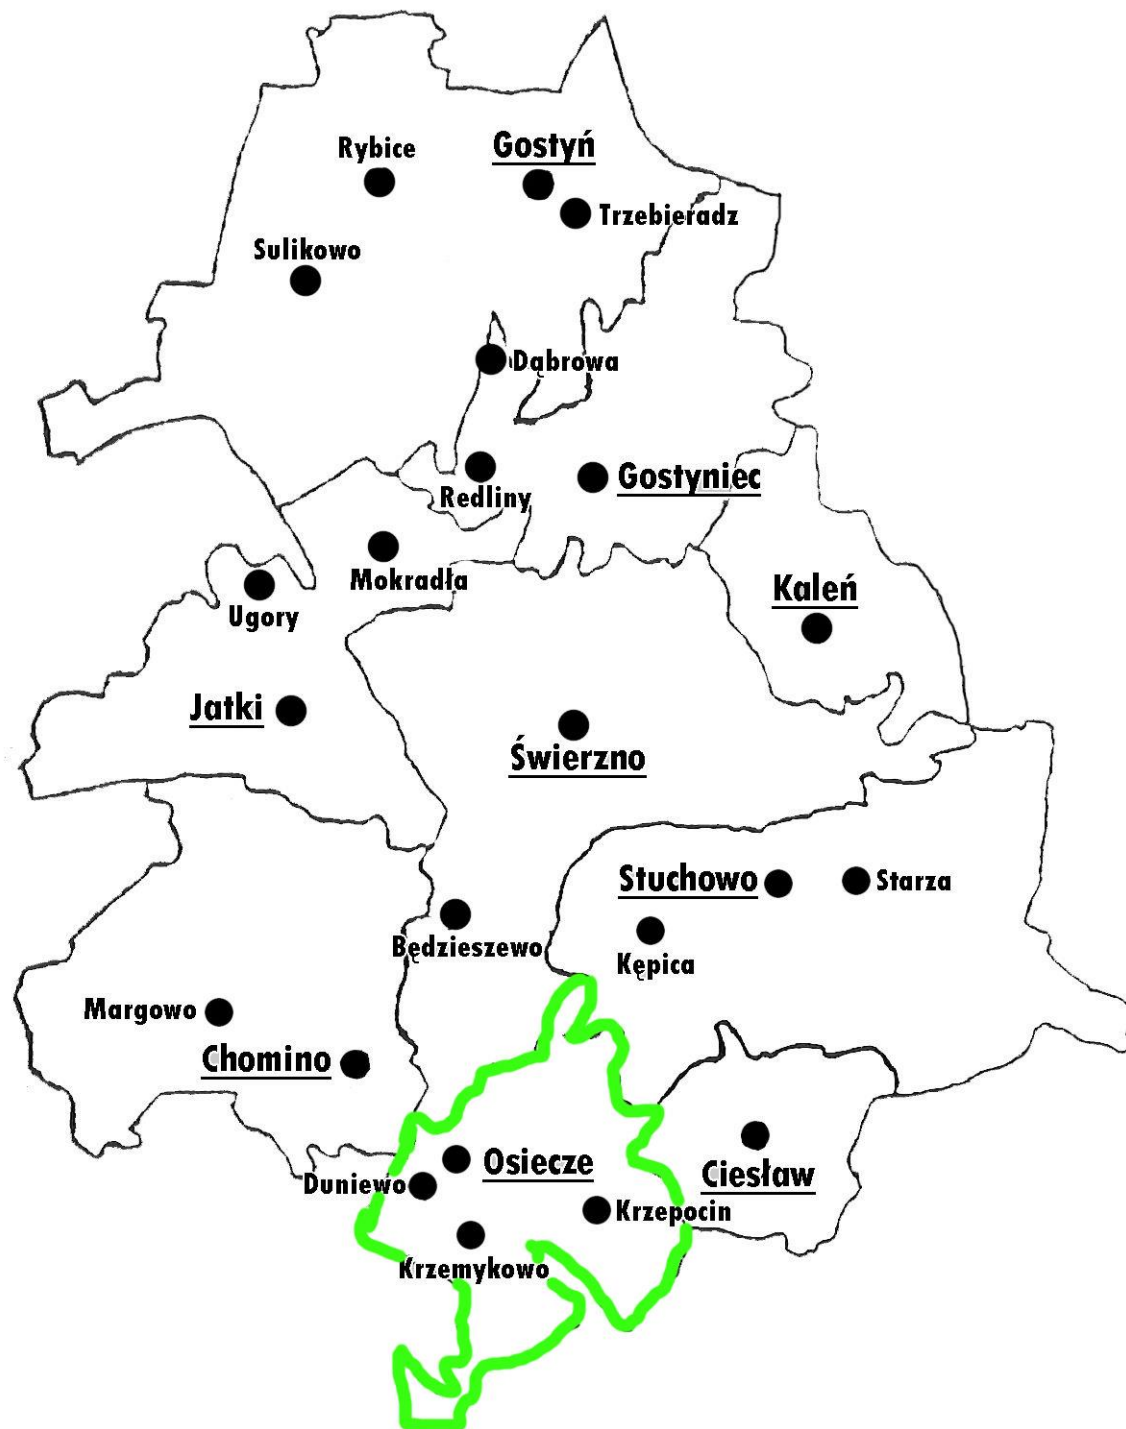 Rybice
Gostyń
Trzebieradz
Sulikowo
Dąbrowa
Gostyniec
Redliny
Mokradła
Kaleń
Ugory
Jatki
Świerzno
Stuchowo
Starza
Będzieszewo
Kępica
Margowo
Chomino
Osiecze
Ciesław
Duniewo
Krzepocin
Krzemykowo